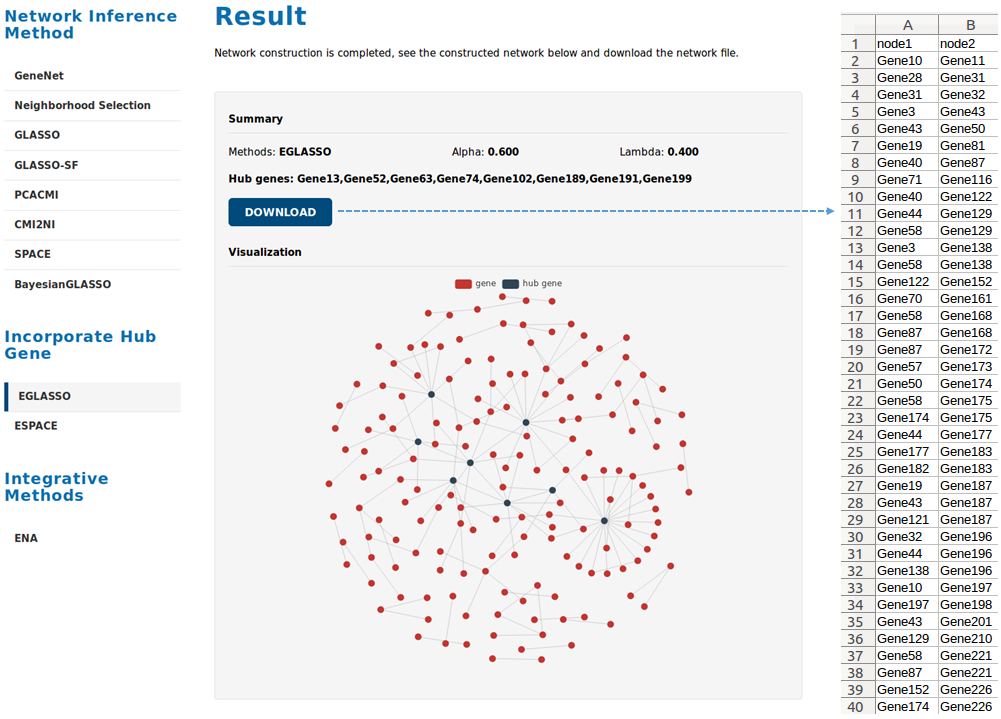 Network Inference
Method
GeneNet
Neighborhood Selection
GLASSO
GLASSO-SF
PCACMI
CMI2NI
SPACE
BayesianGLASSO
Incorporate Hub
Gene
EGLASSO
ESPACE
Integrative
Methods
ENA
Result
Network construction is completed, see the constructed network below and download the network file.
Summary
Methods: EGLASSO Alpha: 0.600 Lambda: 0.400
Hub genes: Gene13,Gene52,Gene63,Gene74,Gene102,Gene189,Gene191,Gene199
DOWNLOAD
Visualization
gene hub gene
A B
1 node1 node2
2 Gene10 Gene11
3 Gene28 Gene31
4 Gene31 Gene32
5 Gene3 Gene43
6 Gene43 Gene50
7 Gene19 Gene81
8 Gene40 Gene87
9 Gene71 Gene116
10 Gene40 Gene122
11 Gene44 Gene129
12 Gene58 Gene129
13 Gene3 Gene138
14 Gene58 Gene138
15 Gene122 Gene152
16 Gene70 Gene161
17 Gene58 Gene168
18 Gene87 Gene168
19 Gene87 Gene172
20 Gene57 Gene173
21 Gene50 Gene174
22 Gene58 Gene175
23 Gene174 Gene175
24 Gene44 Gene177
25 Gene177 Gene183
26 Gene182 Gene183
27 Gene19 Gene187
28 Gene43 Gene187
29 Gene121 Gene187
30 Gene32 Gene196
31 Gene44 Gene196
32 Gene138 Gene196
33 Gene10 Gene197
34 Gene197 Gene198
35 Gene43 Gene201
36 Gene129 Gene210
37 Gene58 Gene221
38 Gene87 Gene221
39 Gene152 Gene226
40 Gene174 Gene226